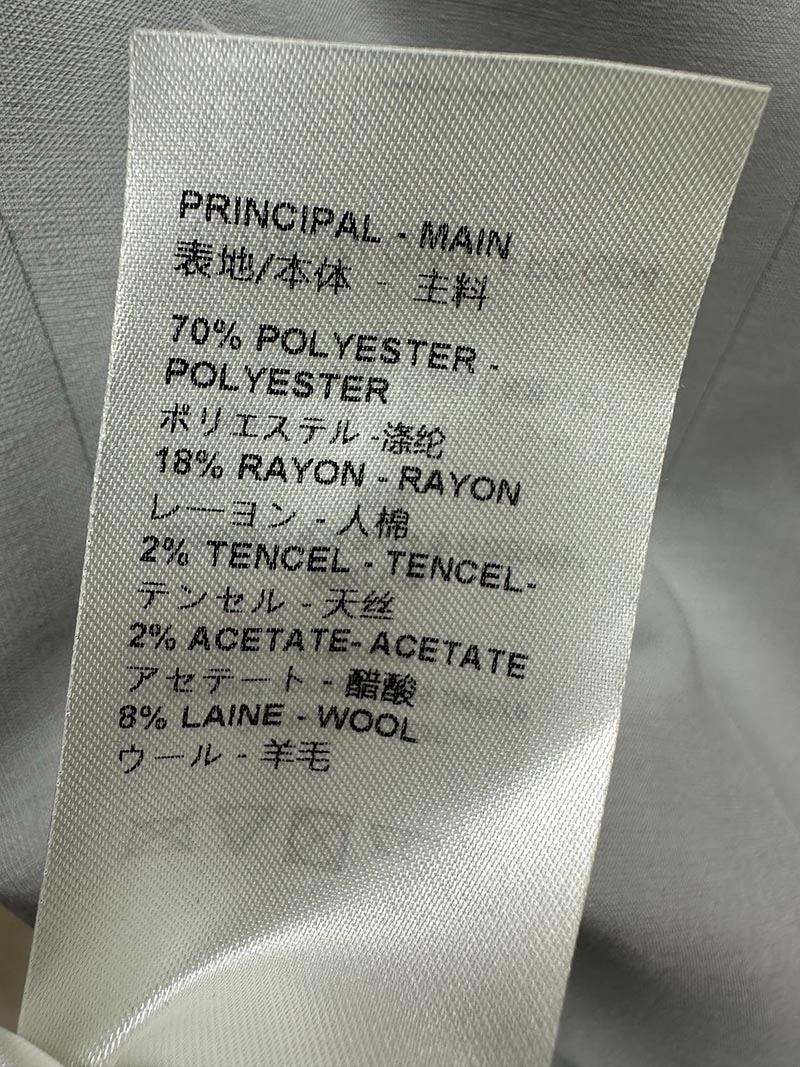 PRINCIPAL - MAIN
表地/本体 - 主料
70% POLYESTER -
POLYESTER
ポリエステル -涤纶
18% RAYON - RAYON
レーヨン - 人棉
2% TENCEL - TENCEL-
テンセル - 天丝
2% ACETATE- ACETATE
アセテート - 醋酸
8% LAINE - WOOL
ウール - 羊毛